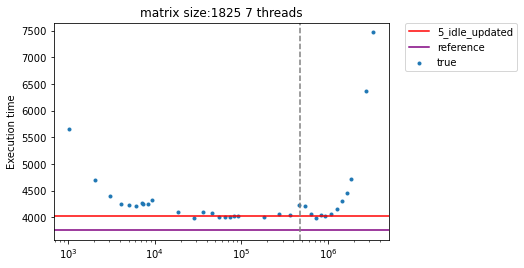 matrix size:1825 7 threads
Execution time
7500
7000
6500
6000
5500
5000
4500
4000
10³
10⁴
10⁵
10⁶
5_idle_updated
reference
true